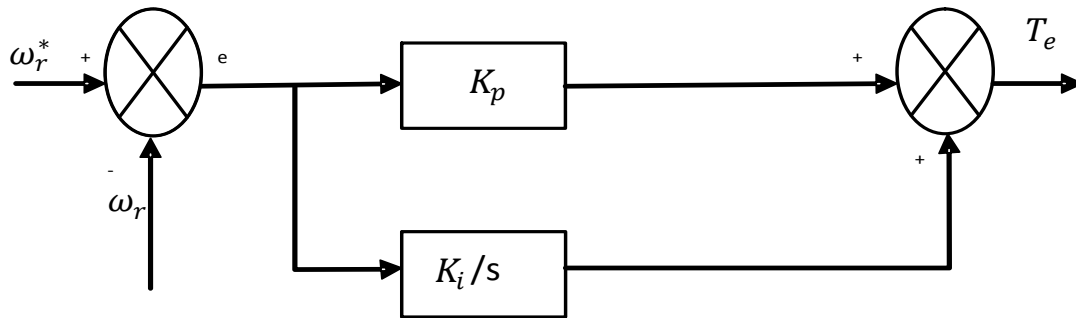 ω_r^*
+
e
-
ω_r
K_p
K_i/s
+
+
T_e